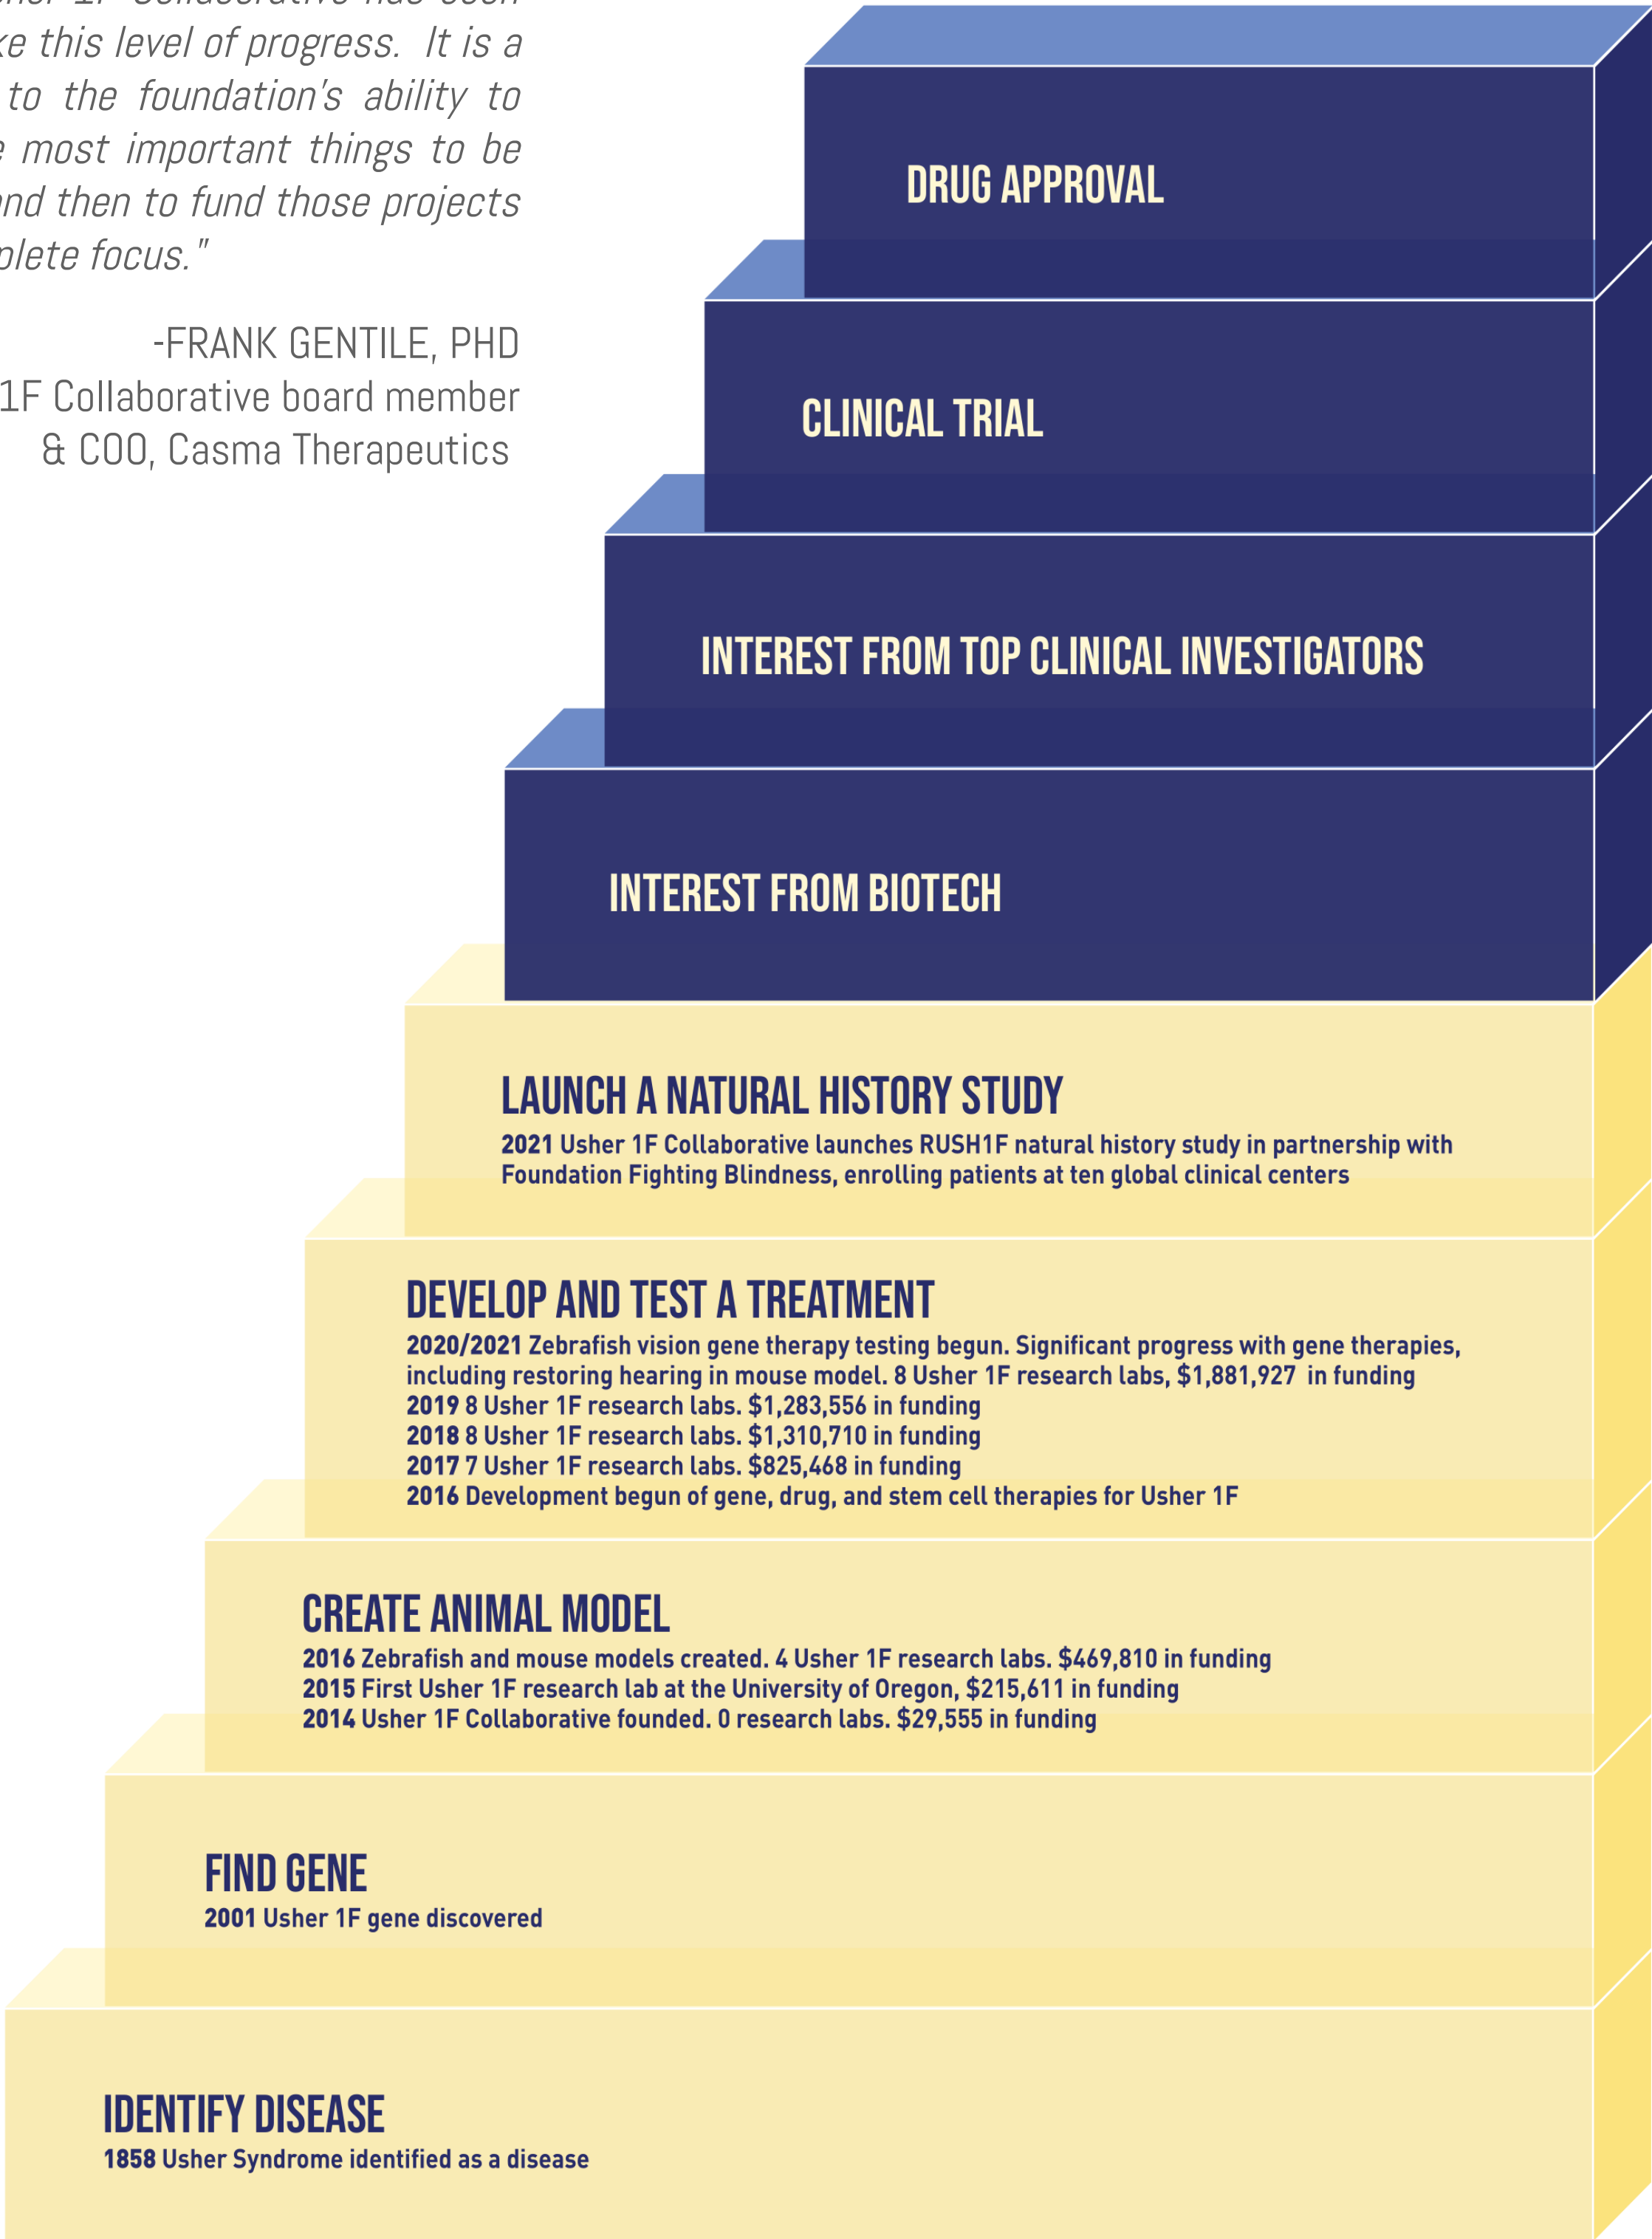 ke this level of progress. It is a
to the foundation's ability to
most important things to be
and then to fund those projects
focus."
-FRANK GENTILE, PHD
1F Collaborative board member
& COO, Casma Therapeutics
DRUG APPROVAL
CLINICAL TRIAL
INTEREST FROM TOP CLINICAL INVESTIGATORS
INTEREST FROM BIOTECH
LAUNCH A NATURAL HISTORY STUDY
2021 Usher 1F Collaborative launches RUSH1F natural history study in partnership with
Foundation Fighting Blindness, enrolling patients at ten global clinical centers
DEVELOP AND TEST A TREATMENT
2020/2021 Zebrafish vision gene therapy testing begun. Significant progress with gene therapies,
including restoring hearing in mouse model. 8 Usher 1F research labs, $1,881,927 in funding
2019 8 Usher 1F research labs. $1,283,556 in funding
2018 8 Usher 1F research labs. $1,310,710 in funding
2017 7 Usher 1F research labs. $825,468 in funding
2016 Development begun of gene, drug, and stem cell therapies for Usher 1F
CREATE ANIMAL MODEL
2016 Zebrafish and mouse models created. 4 Usher 1F research labs. $469,810 in funding
2015 First Usher 1F research lab at the University of Oregon, $215,611 in funding
2014 Usher 1F Collaborative founded. 0 research labs. $29,555 in funding
FIND GENE
2001 Usher 1F gene discovered
IDENTIFY DISEASE
1858 Usher Syndrome identified as a disease